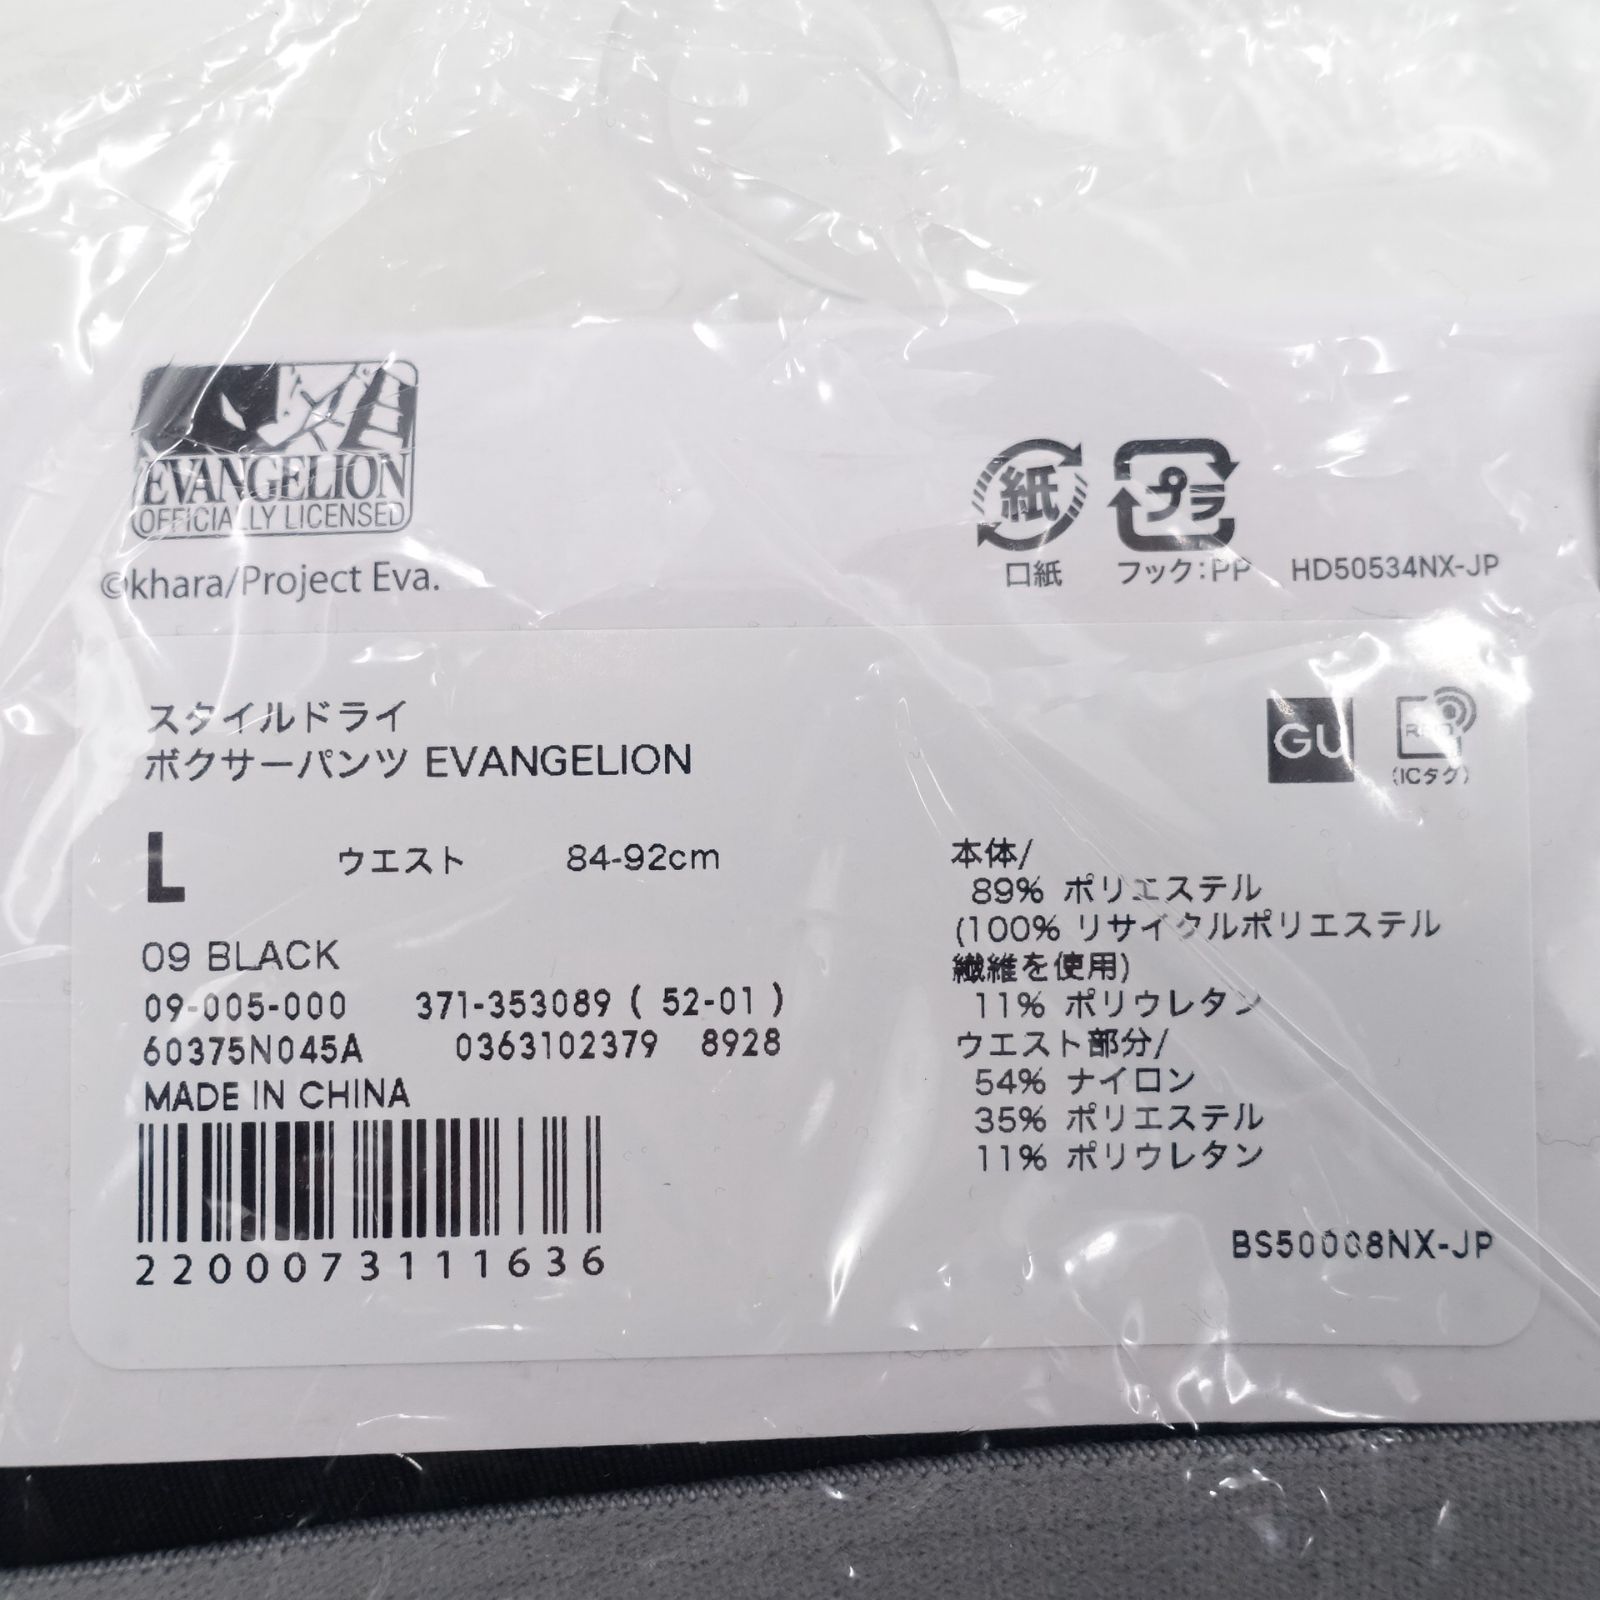 EVANGELION
OFFICIALLY LICENSED
©khara/Project Eva.
紙
プラ
口紙
フック:PP
HD50534NX-JP
スタイルドライ
ボクサーパンツ EVANGELION
GU
RFID
(ICタグ)
L ウエスト 84-92cm
09 BLACK
09-005-000 371-353089 ( 52-01 )
60375N045A 0363102379 8928
MADE IN CHINA
2200073111636
本体/
89% ポリエステル
(100% リサイクルポリエステル
繊維を使用)
11% ポリウレタン
ウエスト部分/
54% ナイロン
35% ポリエステル
11% ポリウレタン
BS50008NX-JP